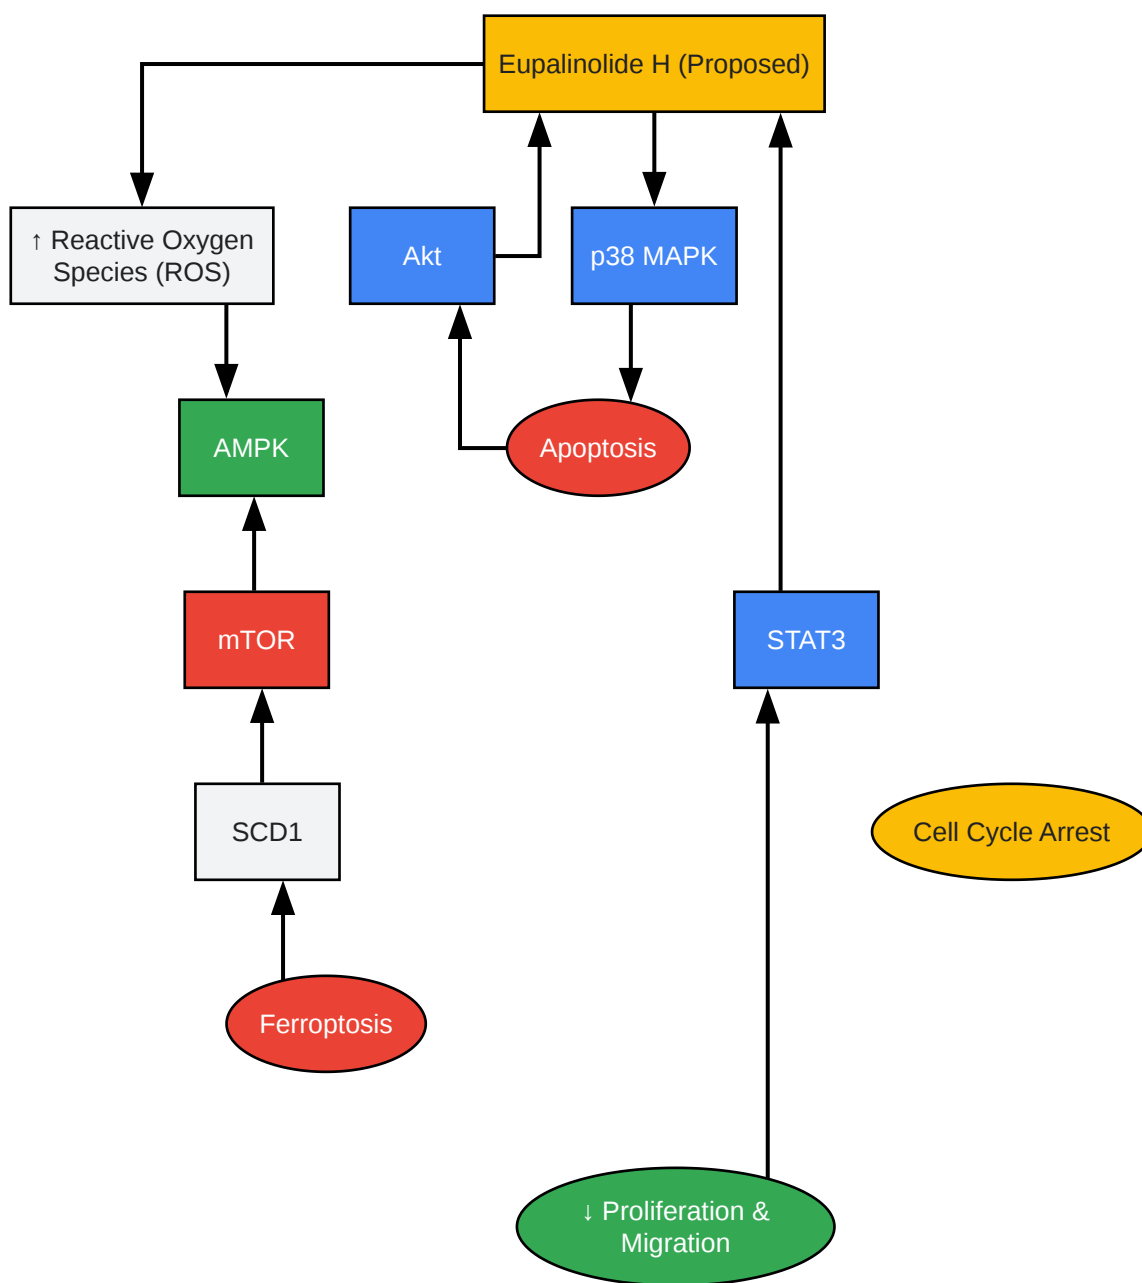 Eupalinolide H (Proposed)
↑ Reactive Oxygen
Species (ROS)
Akt
p38 MAPK
AMPK
Apoptosis
mTOR
STAT3
SCD1
Cell Cycle Arrest
Ferroptosis
↓ Proliferation &
Migration